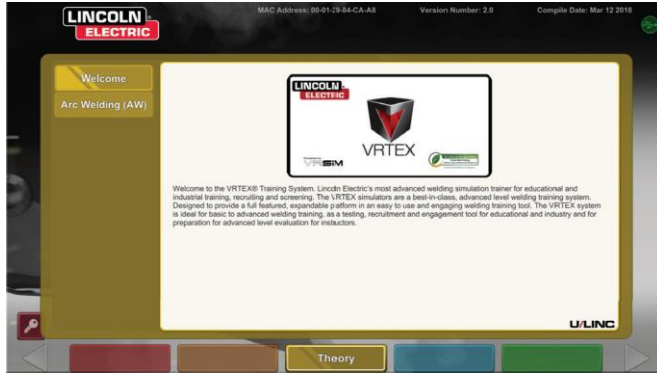 LINCOLN®
ELECTRIC
MAC Address: 00-01-29-84-CA-A8 Version Number: 2.0 Compile Date: Mar 12 2018
Welcome
Arc Welding (AW)
LINCOLN
ELECTRIC
VRSIM
VRTEX
Welcome to the VRTEX® Training System. Lincoln Electric's most advanced welding simulation trainer for educational and
industrial training, recruiting and screening. The VRTEX simulators are a best-in-class, advanced level welding training system.
Designed to provide a full featured, expandable platform in an easy to use and engaging welding training tool. The VRTEX system
is ideal for basic to advanced welding training, as a testing, recruitment and engagement tool for educational and industry and for
preparation for advanced level evaluation for instuctors.
U/LINC
Theory